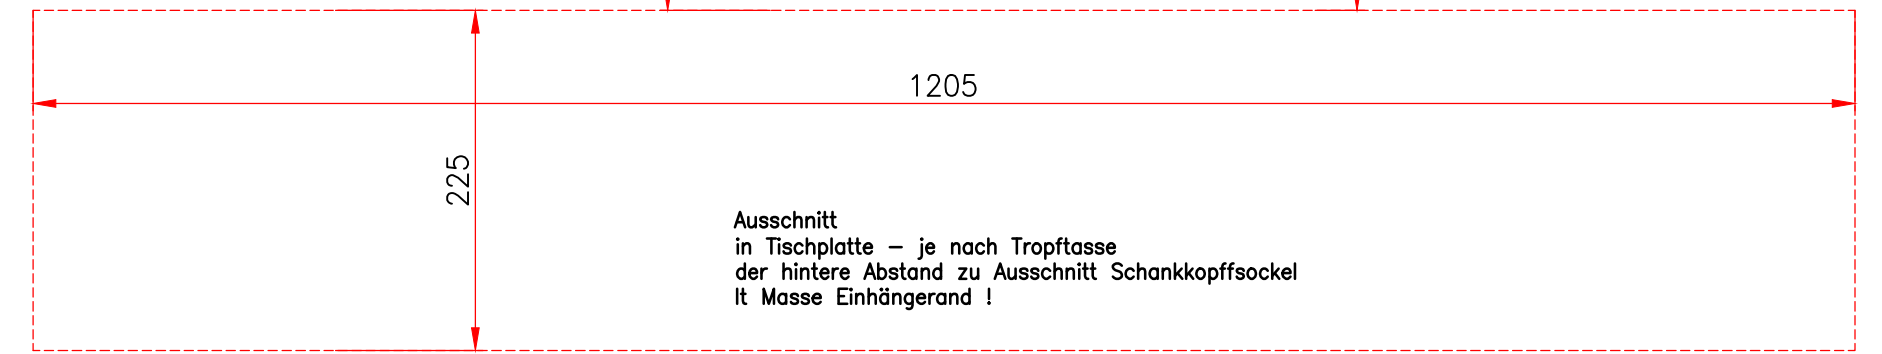 1205
225
Ausschnitt
in Tischplatte – je nach Tropftasse
der hintere Abstand zu Ausschnitt Schankkopffsockel
lt Masse Einhängerand !